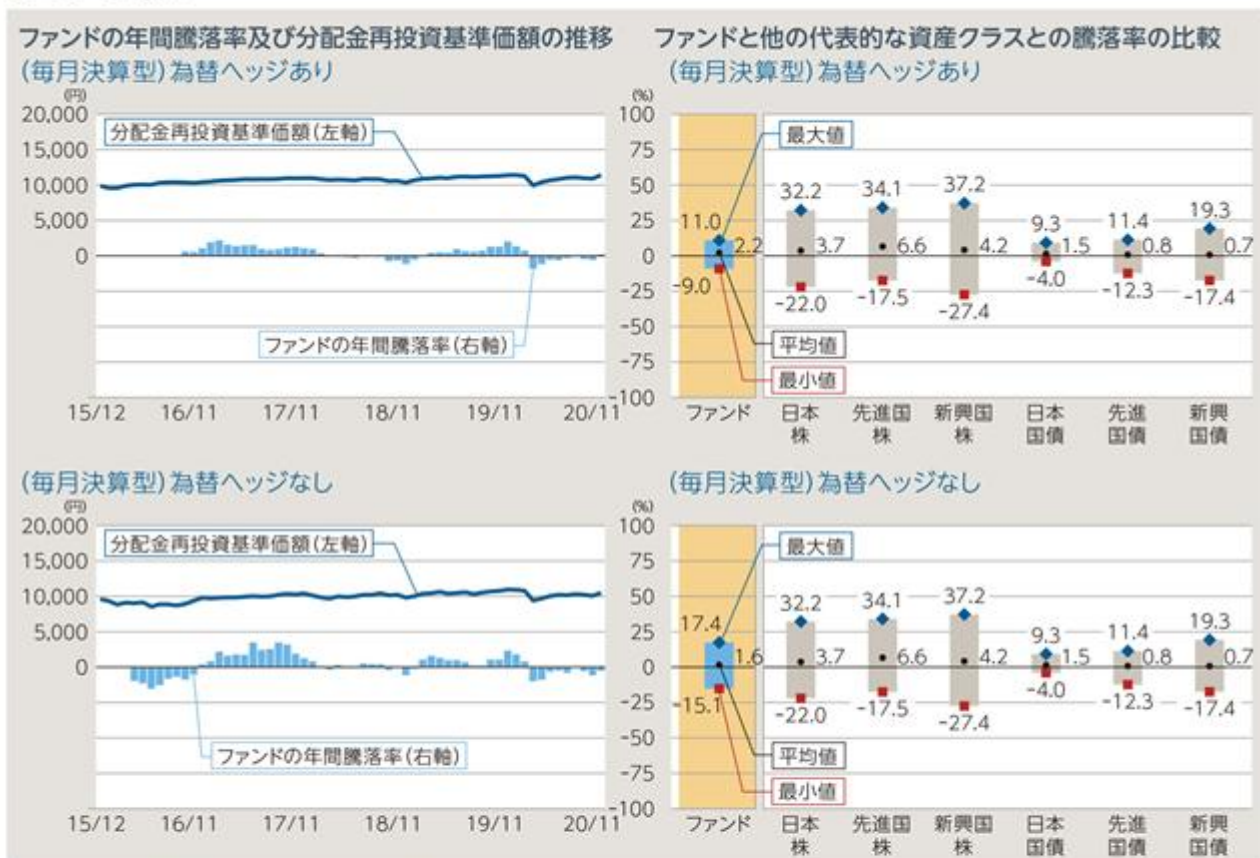 ファンドの年間騰落率及び分配金再投資基準価額の推移
(毎月決算型)為替ヘッジあり
(円)
20,000
15,000
10,000
5,000
0
分配金再投資基準価額(左軸)
ファンドの年間騰落率(右軸)
15/12 16/11 17/11 18/11 19/11 20/11
ファンドと他の代表的な資産クラスとの騰落率の比較
(毎月決算型)為替ヘッジあり
(%)
100
75
50
25
0
-25
-50
-75
-100
最大値
平均値
最小値
11.0 32.2 34.1 37.2 9.3 11.4 19.3
2.2 3.7 6.6 4.2 1.5 0.8 0.7
-9.0 -22.0 -17.5 -27.4 -4.0 -12.3 -17.4
ファンド 日本株 先進国株 新興国株 日本国債 先進国債 新興国債
(毎月決算型)為替ヘッジなし
(円)
20,000
15,000
10,000
5,000
0
分配金再投資基準価額(左軸)
ファンドの年間騰落率(右軸)
15/12 16/11 17/11 18/11 19/11 20/11
(毎月決算型)為替ヘッジなし
(%)
100
75
50
25
0
-25
-50
-75
-100
最大値
平均値
最小値
17.4 32.2 34.1 37.2 9.3 11.4 19.3
1.6 3.7 6.6 4.2 1.5 0.8 0.7
-15.1 -22.0 -17.5 -27.4 -4.0 -12.3 -17.4
ファンド 日本株 先進国株 新興国株 日本国債 先進国債 新興国債